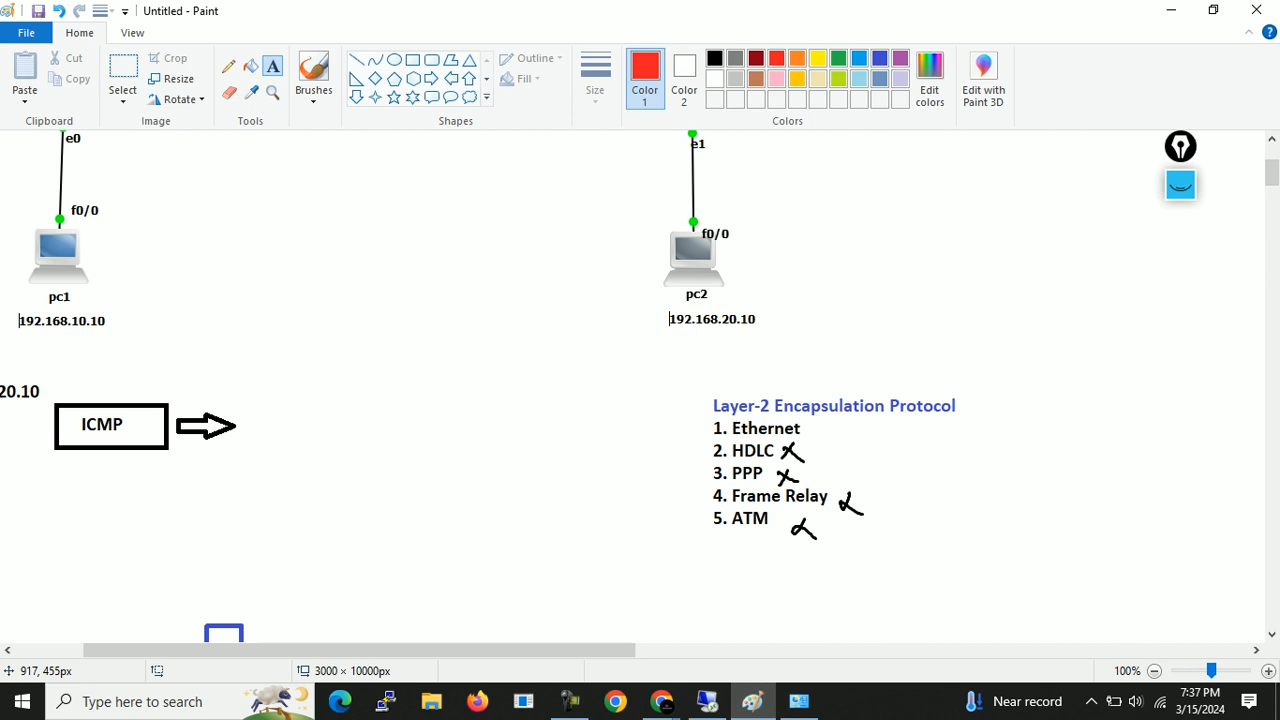 Untitled - Paint
File
Home
View
Paste
Cut
Copy
Clipboard
Select
Crop
Resize
Rotate
Image
A
Tools
Brushes
Outline
Fill
Shapes
Size
Color 1
Color 2
Edit colors
Colors
Edit with Paint 3D
e0
f0/0
pc1
192.168.10.10
e1
f0/0
pc2
192.168.20.10
20.10
ICMP
Layer-2 Encapsulation Protocol
1. Ethernet
2. HDLC x
3. PPP x
4. Frame Relay x
5. ATM x
917, 455px
3000 × 10000px
100%
Type here to search
Near record
7:37 PM
3/15/2024